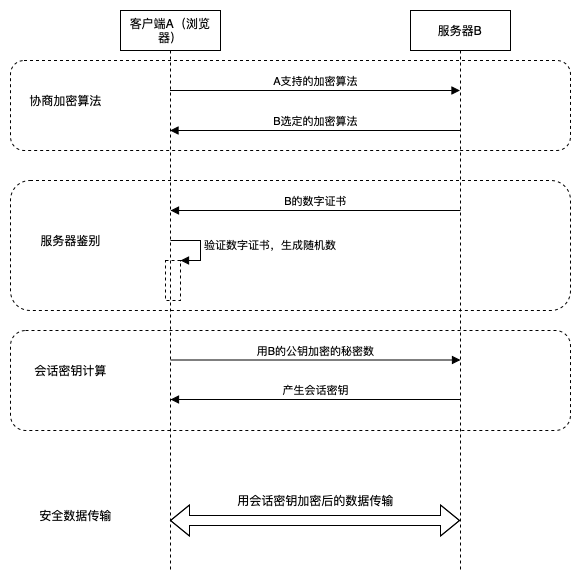 客户端A（浏览
器）
服务器B
协商加密算法
A支持的加密算法
B选定的加密算法
B的数字证书
服务器鉴别
验证数字证书，生成随机数
会话密钥计算
用B的公钥加密的秘密数
产生会话密钥
安全数据传输
用会话密钥加密后的数据传输